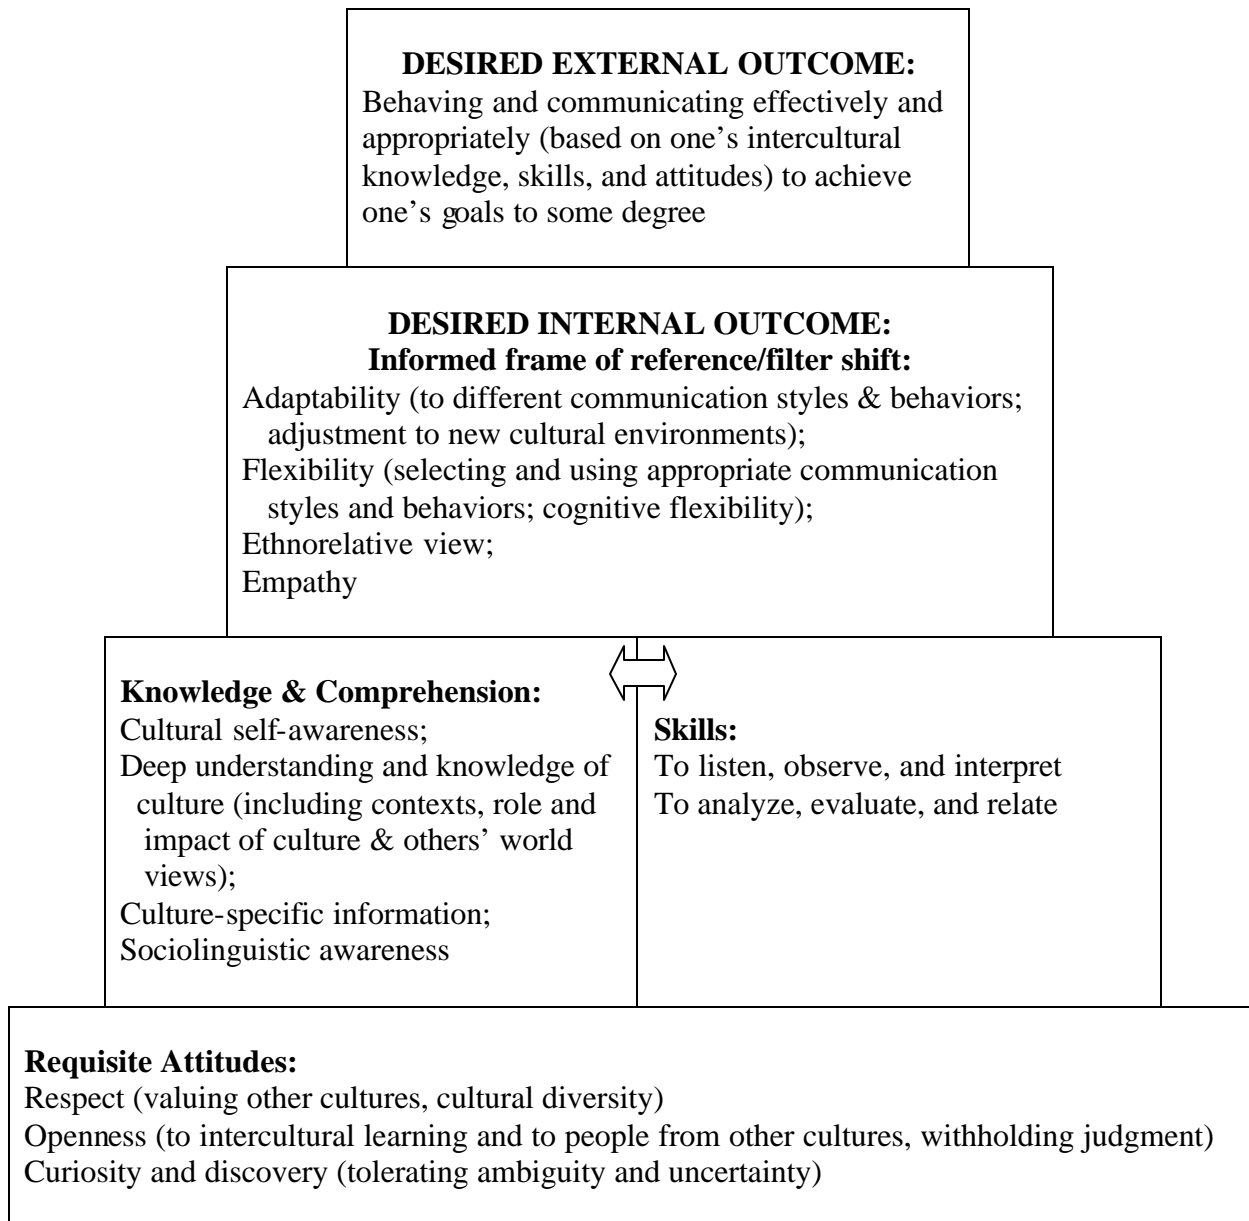 DESIRED EXTERNAL OUTCOME:
Behaving and communicating effectively and
appropriately (based on one’s intercultural
knowledge, skills, and attitudes) to achieve
one’s goals to some degree
DESIRED INTERNAL OUTCOME:
Informed frame of reference/filter shift:
Adaptability (to different communication styles & behaviors;
adjustment to new cultural environments);
Flexibility (selecting and using appropriate communication
styles and behaviors; cognitive flexibility);
Ethnorelative view;
Empathy
Knowledge & Comprehension:
Cultural self-awareness;
Deep understanding and knowledge of
culture (including contexts, role and
impact of culture & others’ world
views);
Culture-specific information;
Sociolinguistic awareness
Skills:
To listen, observe, and interpret
To analyze, evaluate, and relate
Requisite Attitudes:
Respect (valuing other cultures, cultural diversity)
Openness (to intercultural learning and to people from other cultures, withholding judgment)
Curiosity and discovery (tolerating ambiguity and uncertainty)